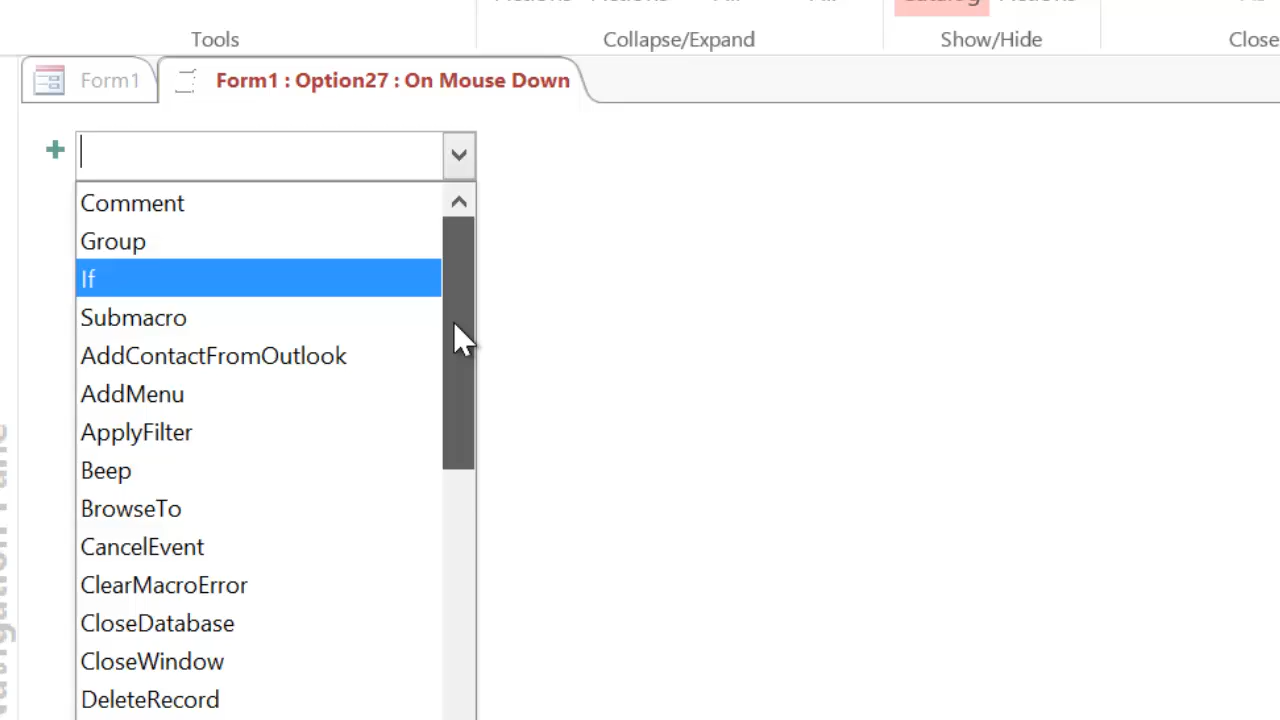 Tools
Collapse/Expand
Show/Hide
Close
Form1
Form1 : Option27 : On Mouse Down
Comment
Group
If
Submacro
AddContactFromOutlook
AddMenu
ApplyFilter
Beep
BrowseTo
CancelEvent
ClearMacroError
CloseDatabase
CloseWindow
DeleteRecord